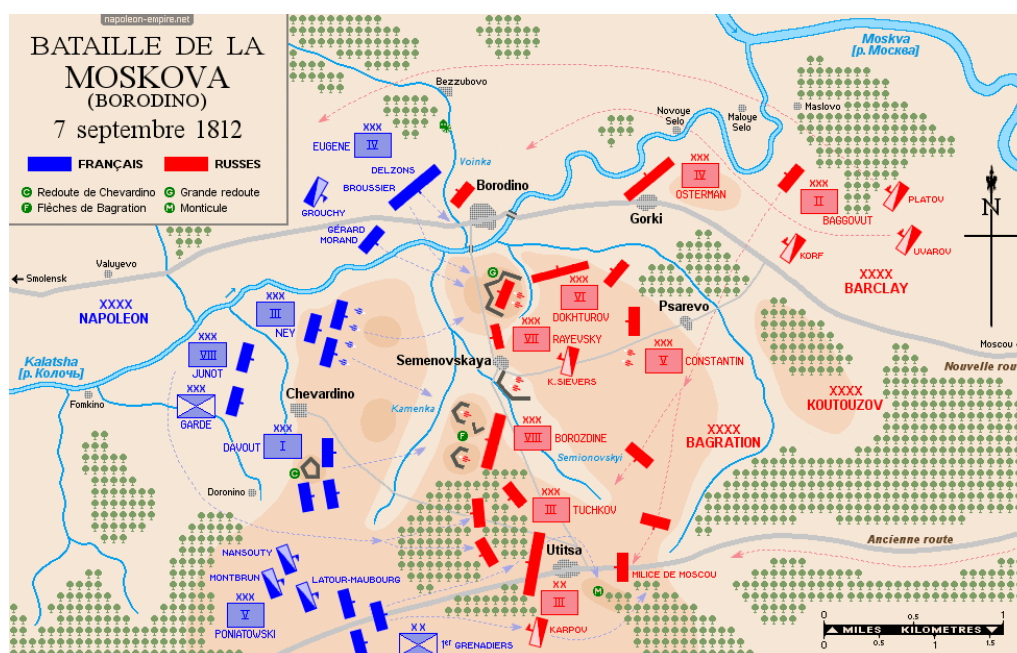 napoleon-empire.net
BATAILLE DE LA
MOSKOVA
(BORODINO)
7 septembre 1812
FRANÇAIS
RUSSES
C Redoute de Chevardino
G Grande redoute
F Flèches de Bagration
M Monticule
Moskva
[р. Москва]
Bezzubovo
Maslovo
Novoye
Selo
Maloye
Selo
XXX
IV
EUGENE
Voinka
DELZONS
BROUSSIER
Borodino
GROUCHY
GÉRARD
MORAND
XXX
IV
OSTERMAN
Gorki
XXX
II
BAGGOVUT
PLATOV
KORF
UVAROV
N
Smolensk
Valuyevo
XXXX
NAPOLEON
XXX
III
NEY
G
XXX
VI
DOKHTUROV
XXXX
BARCLAY
Psarevo
XXX
VII
RAYEVSKY
XXX
V
CONSTANTIN
Moscou
Nouvelle rou
Kalatsha
[р. Колочь]
XXX
VIII
JUNOT
Semenovskaya
K.SIEVERS
Fomkino
XXX
GARDE
Chevardino
Kamenka
XXXX
KOUTOUZOV
XXX
I
DAVOUT
C
F
XXX
VIII
BOROZDINE
XXXX
BAGRATION
Semionovskyi
Doronino
XXX
III
TUCHKOV
Ancienne route
NANSOUTY
MONTBRUN
LATOUR-MAUBOURG
Utitsa
MILICE DE MOSCOU
M
XXX
V
PONIATOWSKI
XX
III
KARPOV
XX
1er GRENADIERS
0 0.5 1
MILES KILOMETRES
0 0.5 1 1.5